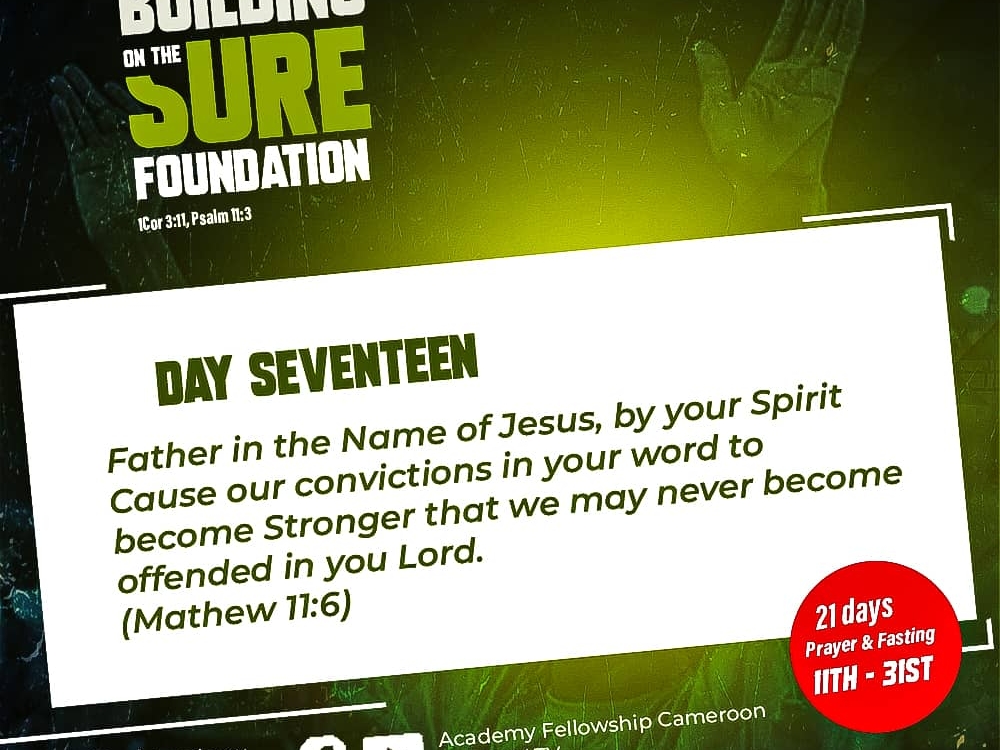 BUILDING
ON THE
SURE
FOUNDATION
1Cor 3:11, Psalm 11:3
DAY SEVENTEEN
Father in the Name of Jesus, by your Spirit
Cause our convictions in your word to
become Stronger that we may never become
offended in you Lord.
(Mathew 11:6)
21 days
Prayer & Fasting
11TH - 31ST
Academy Fellowship Cameroon